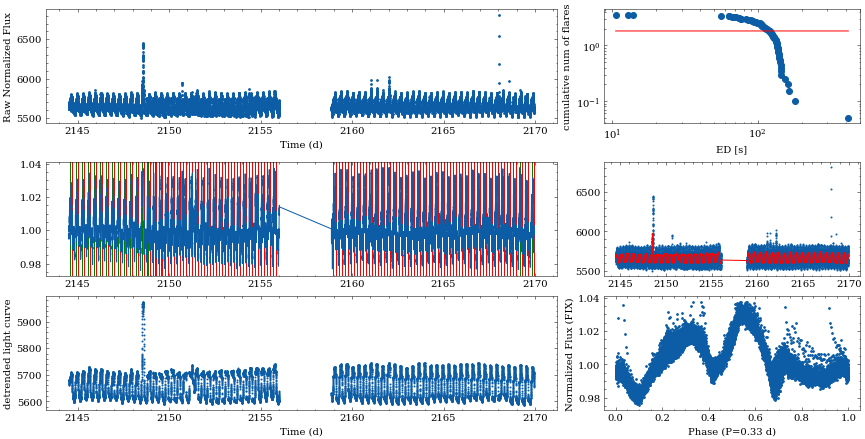 Raw Normalized Flux
6500
6000
5500
2145 2150 2155 2160 2165 2170
Time (d)
cumulative num of flares
10⁰
10⁻¹
10¹ 10²
ED [s]
1.04
1.02
1.00
0.98
2145 2150 2155 2160 2165 2170
6500
6000
5500
2145 2150 2155 2160 2165 2170
detrended light curve
5900
5800
5700
5600
2145 2150 2155 2160 2165 2170
Time (d)
Normalized Flux (FIX)
1.04
1.02
1.00
0.98
0.0 0.2 0.4 0.6 0.8 1.0
Phase (P=0.33 d)